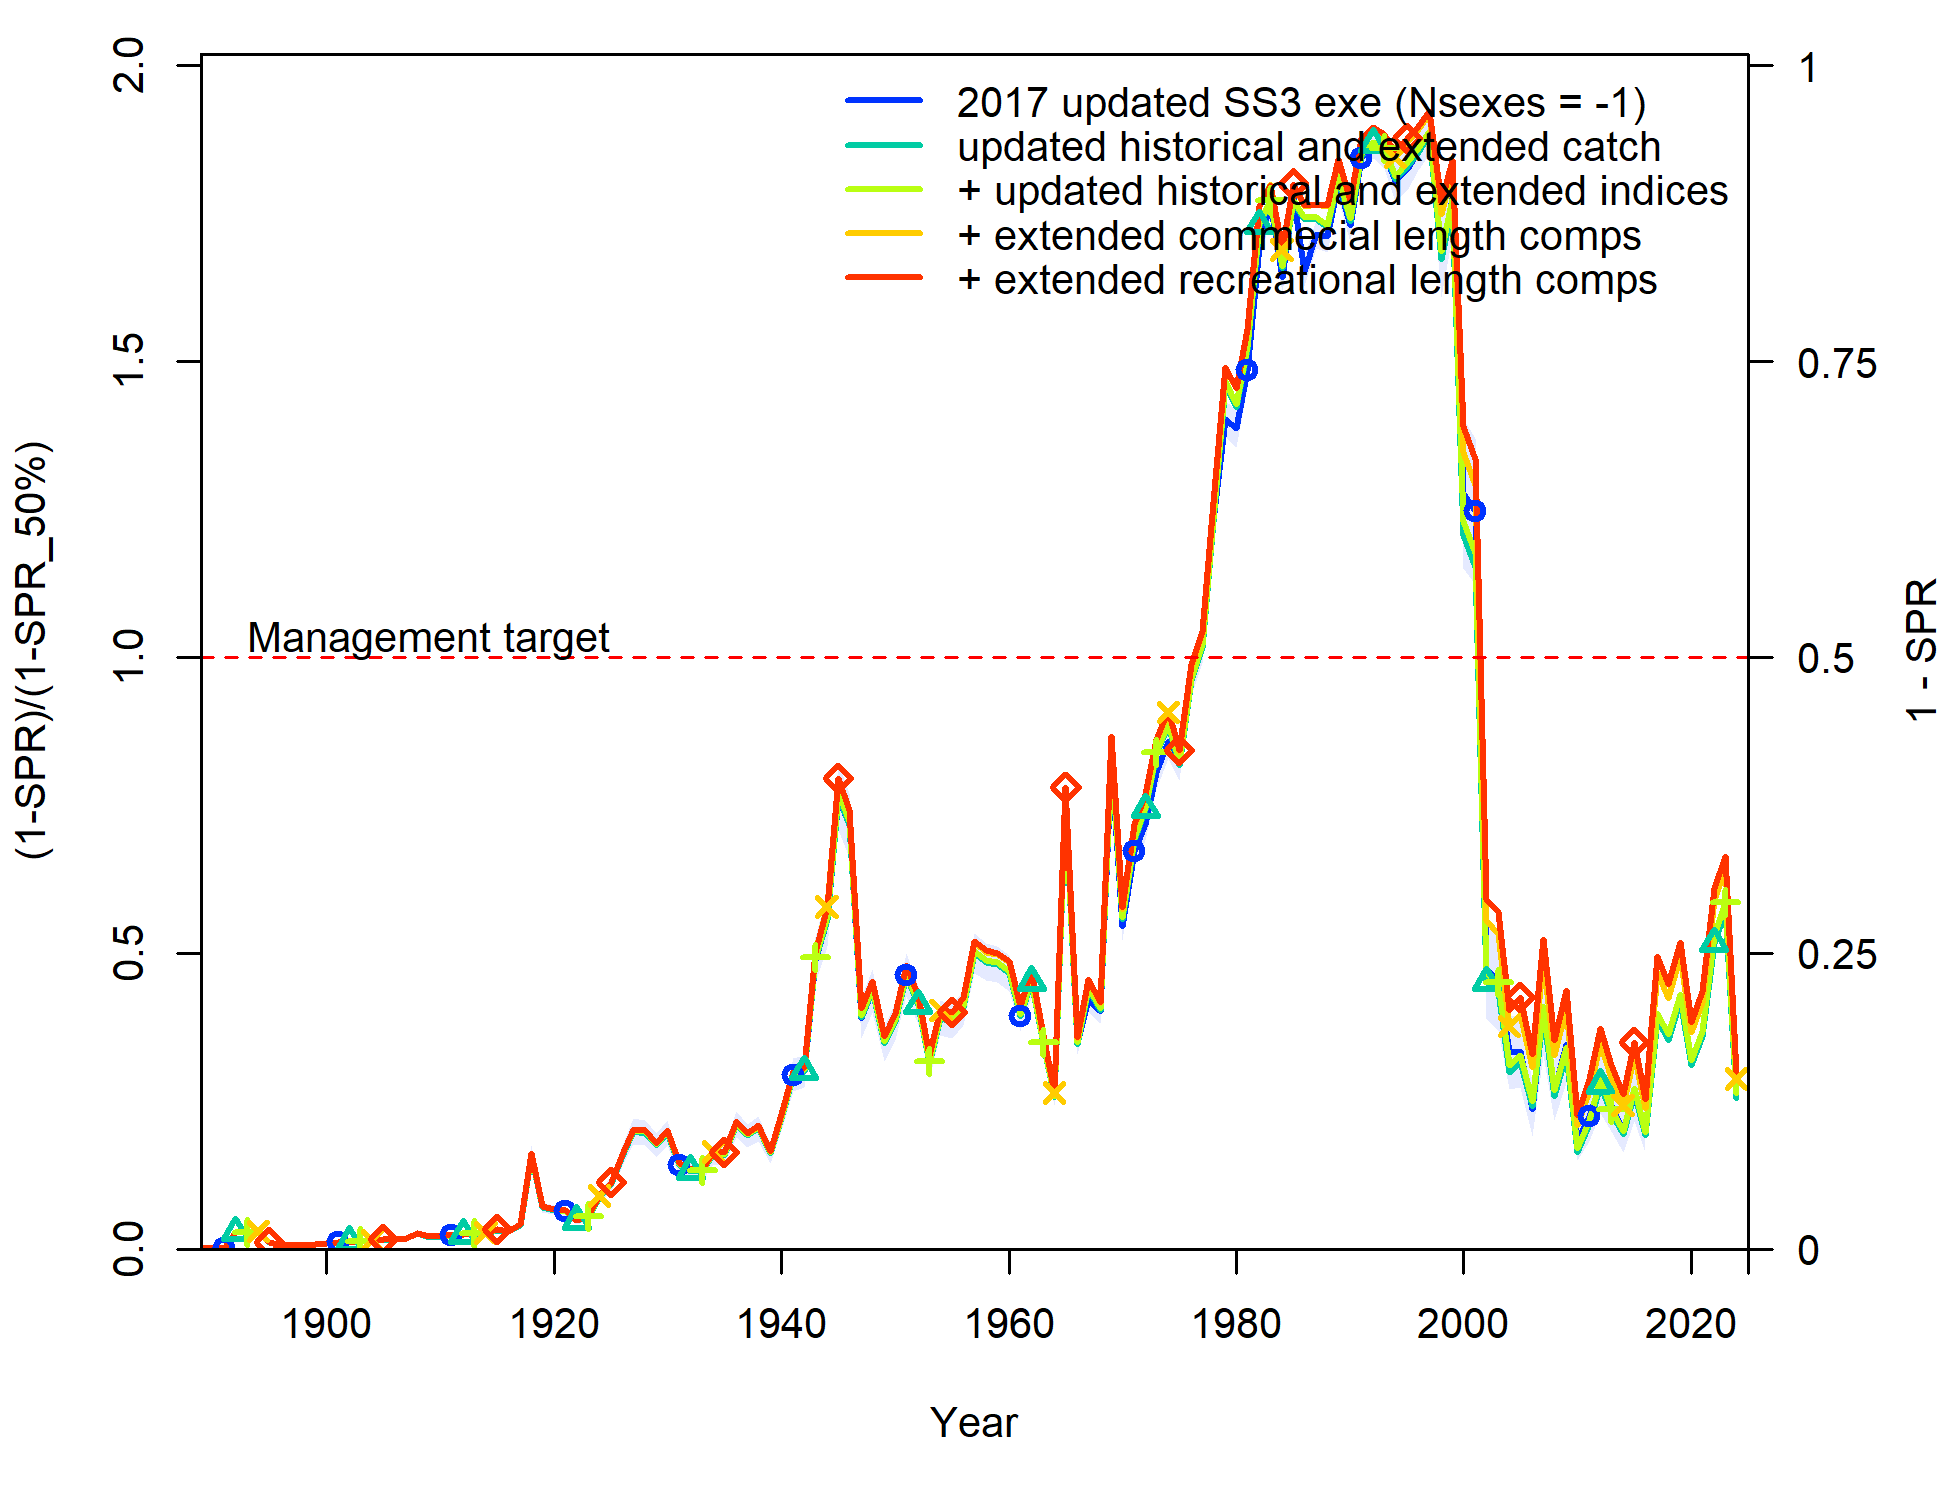 2017 updated SS3 exe (Nsexes = -1)
updated historical and extended catch
+ updated historical and extended indices
+ extended commecial length comps
+ extended recreational length comps
Management target
(1-SPR)/(1-SPR_50%)
0.0
0.5
1.0
1.5
2.0
1 - SPR
0
0.25
0.5
0.75
1
1900
1920
1940
1960
1980
2000
2020
Year